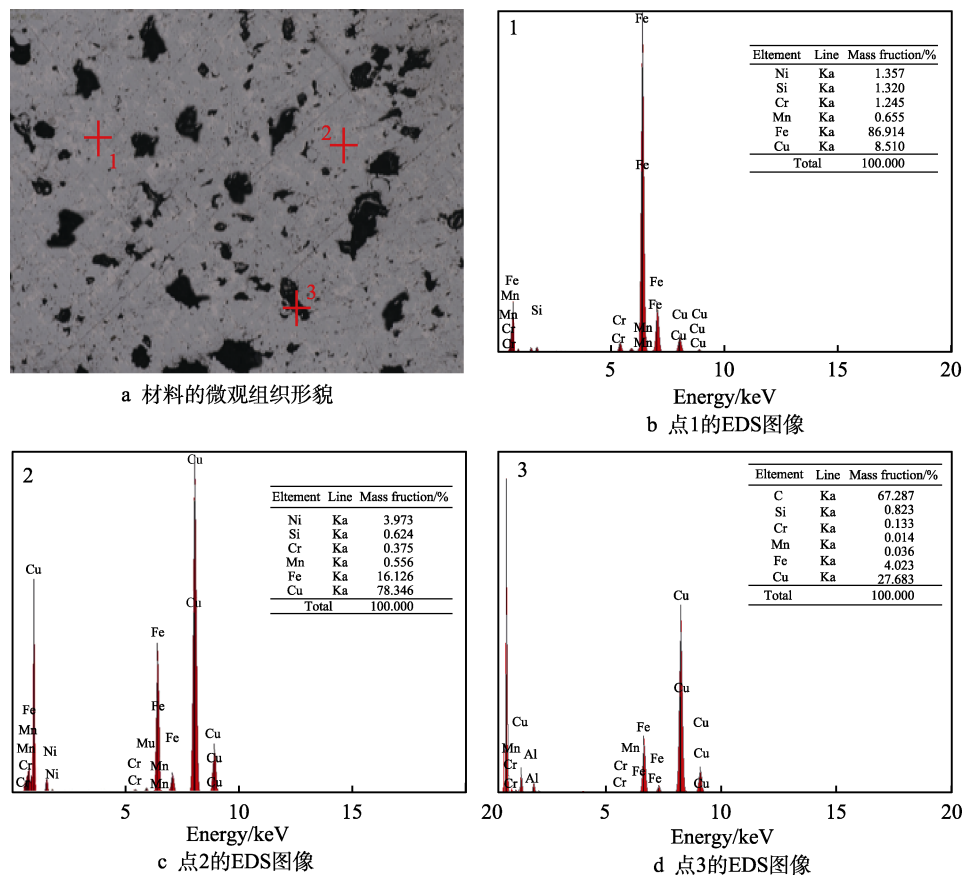 1
2
3
a 材料的微观组织形貌
1
Eltement Line Mass fruction/%
Ni Ka 1.357
Si Ka 1.320
Cr Ka 1.245
Mn Ka 0.655
Fe Ka 86.914
Cu Ka 8.510
Total 100.000
Fe
Fe
Fe
Mn
Mn
Cr
Cr
Si
Cr
Cr
Mn
Mn
Fe
Fe
Cu
Cu
Cu
Cu
Cu
5 10 15 20
Energy/keV
b 点1的EDS图像
2
Eltement Line Mass fruction/%
Ni Ka 3.973
Si Ka 0.624
Cr Ka 0.375
Mn Ka 0.556
Fe Ka 16.126
Cu Ka 78.346
Total 100.000
Cu
Cu
Cu
Fe
Mn
Mn
Cr
C
Ni
Ni
Cr
Cr
Mu
Mn
Mn
Fe
Fe
Fe
Cu
Cu
Cu
5 10 15 20
Energy/keV
c 点2的EDS图像
3
Eltement Line Mass fruction/%
C Ka 67.287
Si Ka 0.823
Cr Ka 0.133
Mn Ka 0.014
0.036
Fe Ka 4.023
Cu Ka 27.683
Total 100.000
Cu
Mn
Cr
Cr
Al
Al
Mn
Cr
Cr
Fe
Fe
Fe
Fe
Cu
Cu
Cu
Cu
Cu
5 10 15 20
Energy/keV
d 点3的EDS图像